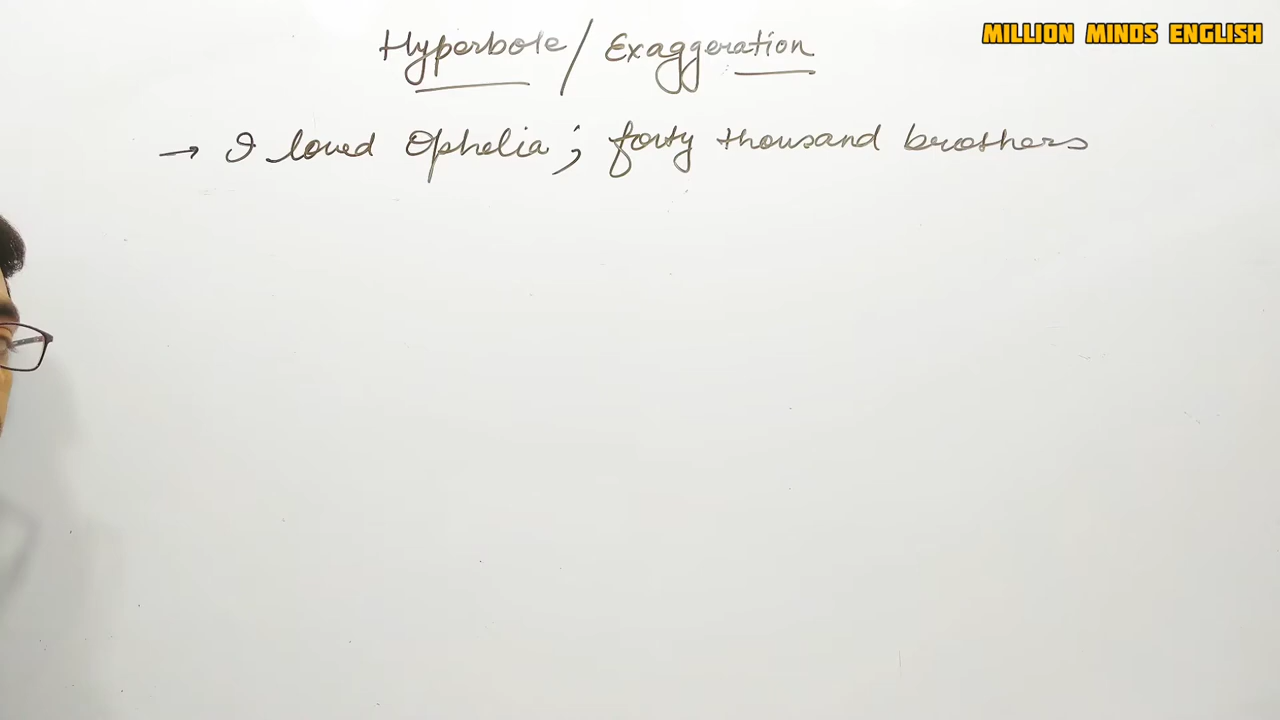 MILLION MINDS ENGLISH
Hyperbole / Exaggeration
→ I loved Ophelia; forty thousand brothers